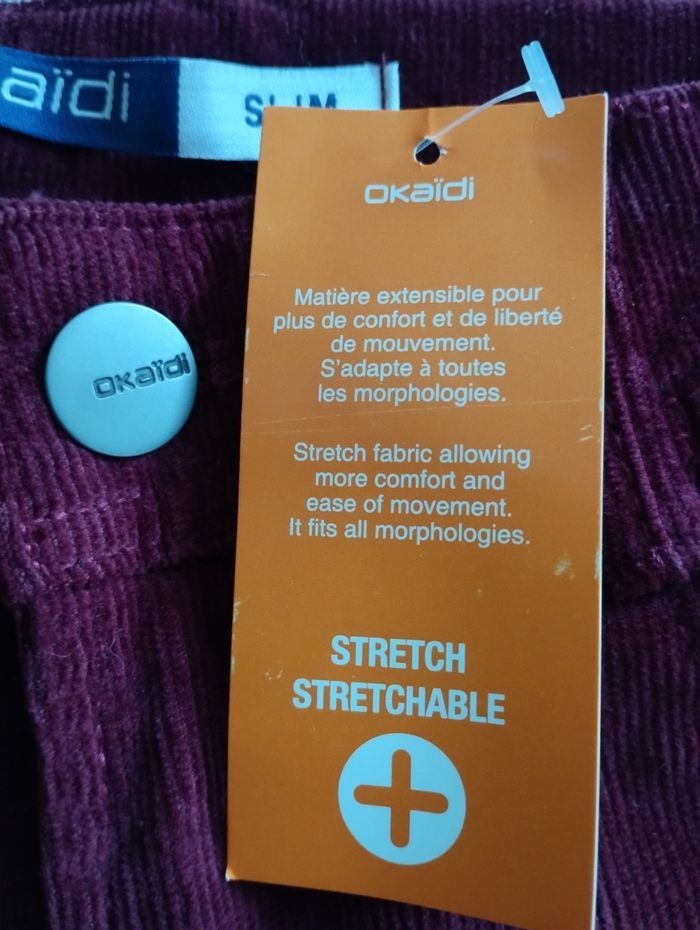 aïdi
SLIM
OKaïdi
OKaïdi
Matière extensible pour
plus de confort et de liberté
de mouvement.
S'adapte à toutes
les morphologies.
Stretch fabric allowing
more comfort and
ease of movement.
It fits all morphologies.
STRETCH
STRETCHABLE